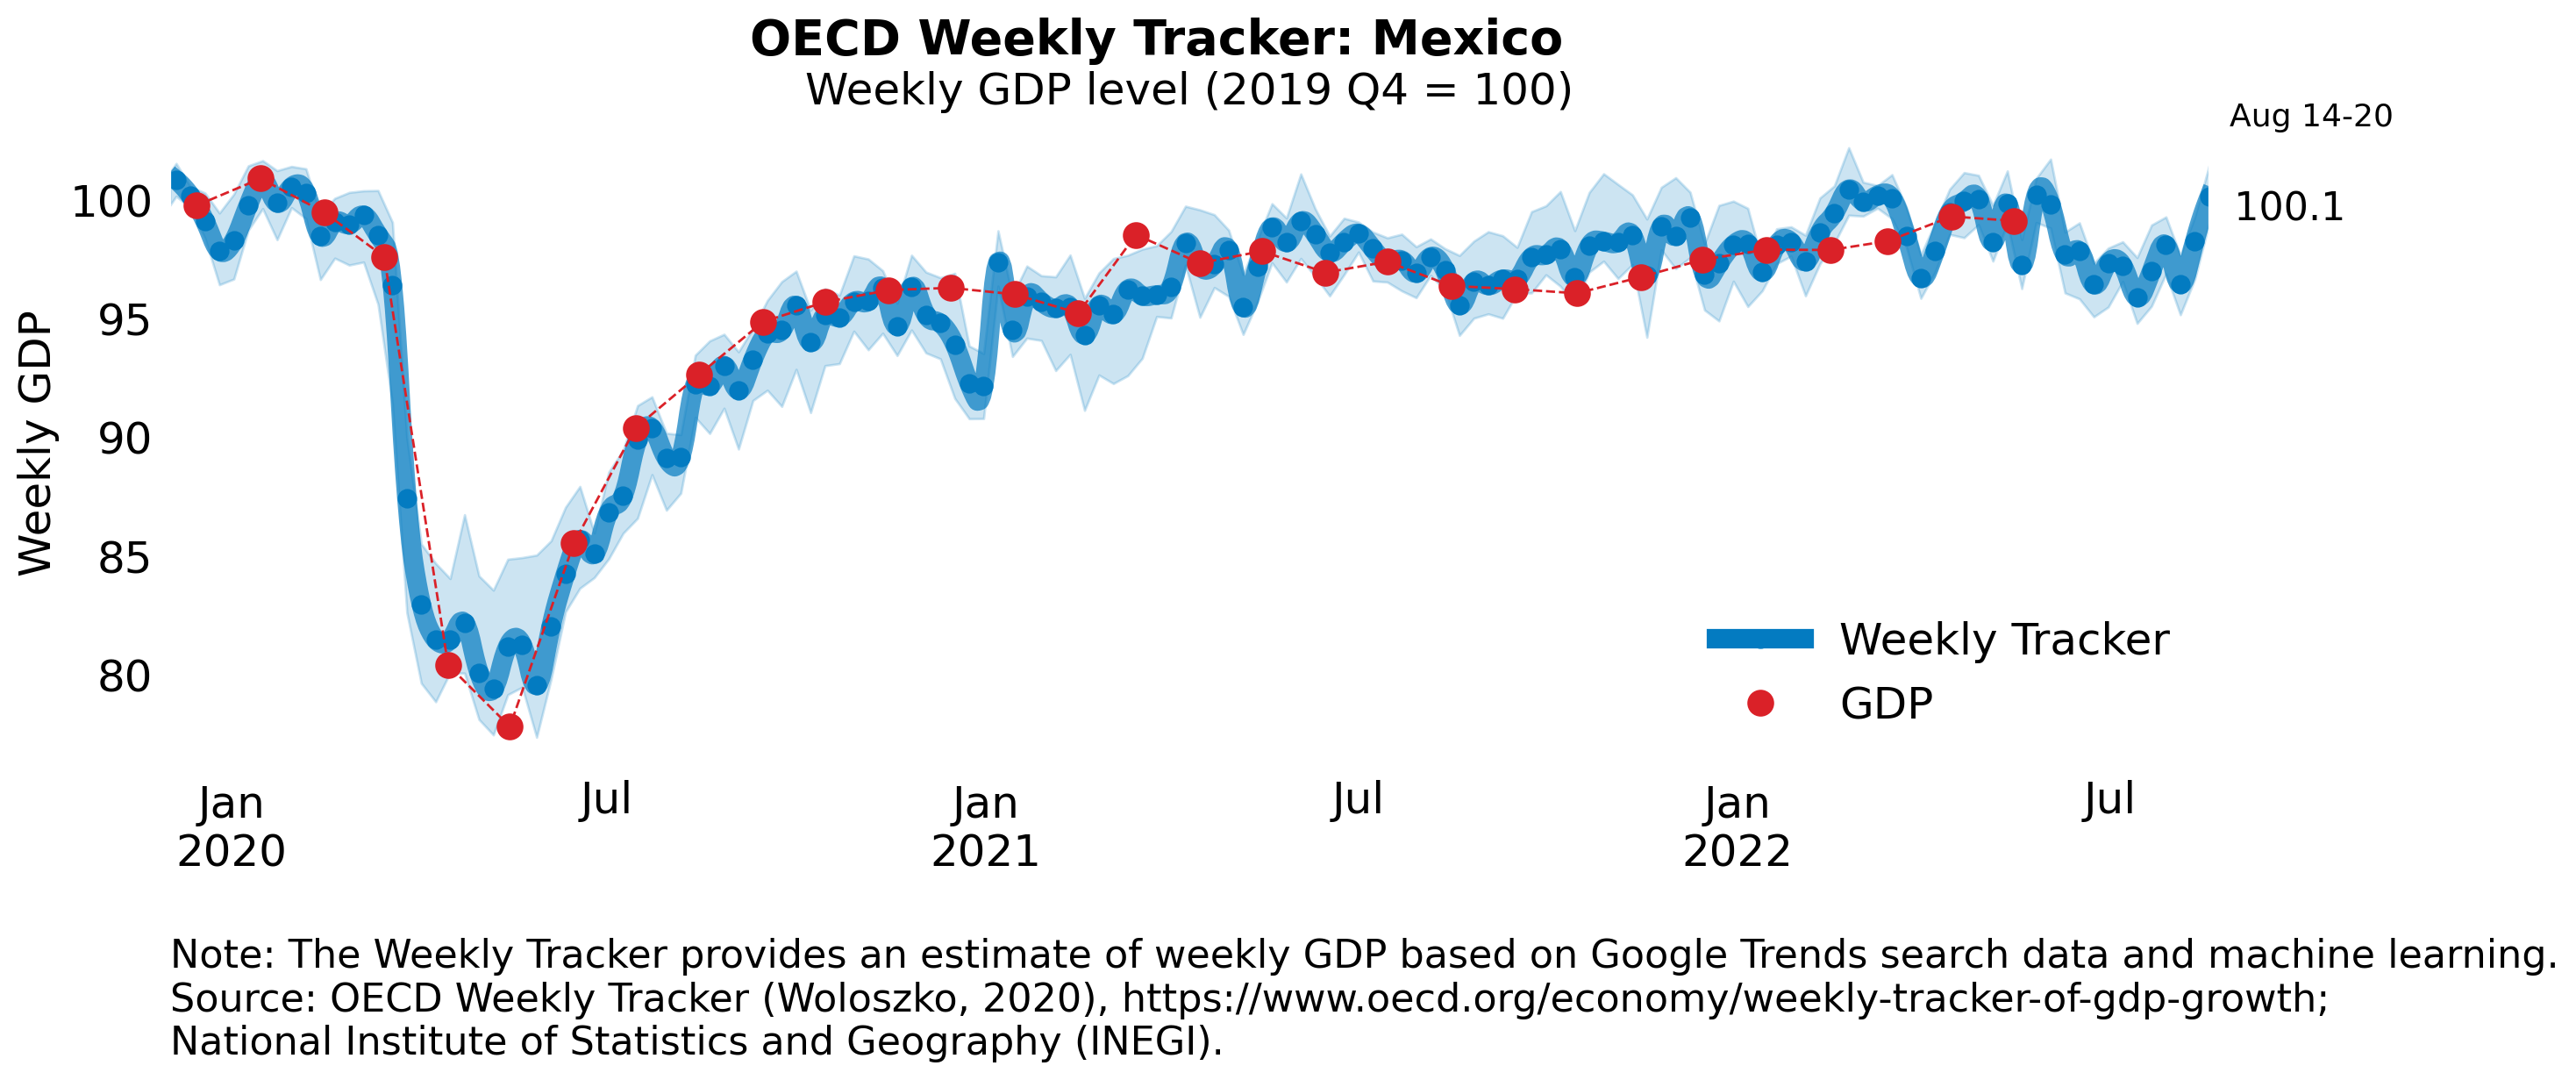 OECD Weekly Tracker: Mexico
Weekly GDP level (2019 Q4 = 100)
Aug 14-20
100.1
Weekly GDP
100
95
90
85
80
Weekly Tracker
GDP
Jan
2020
Jul
Jan
2021
Jul
Jan
2022
Jul
Note: The Weekly Tracker provides an estimate of weekly GDP based on Google Trends search data and machine learning.
Source: OECD Weekly Tracker (Woloszko, 2020), https://www.oecd.org/economy/weekly-tracker-of-gdp-growth;
National Institute of Statistics and Geography (INEGI).